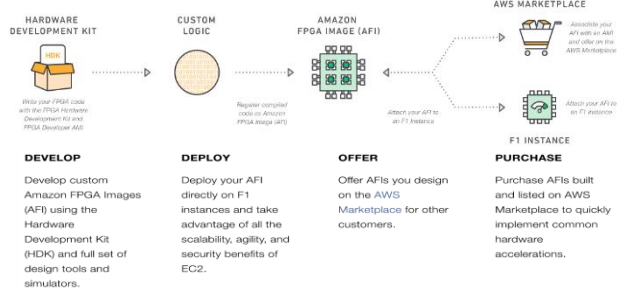 AWS MARKETPLACE
HARDWARE
DEVELOPMENT KIT
CUSTOM
LOGIC
AMAZON
FPGA IMAGE (AFI)
Associate your
AFI with an AMI
and offer on the
AWS Marketplace
HDK
Write your FPGA code
with the FPGA Hardware
Development Kit and
FPGA Developer AMI
Register compiled
code as Amazon
FPGA Image (AFI)
Attach your AFI to
an F1 Instance
Attach your AFI to
an F1 instance
F1 INSTANCE
DEVELOP
Develop custom
Amazon FPGA Images
(AFI) using the
Hardware
Development Kit
(HDK) and full set of
design tools and
simulators.
DEPLOY
Deploy your AFI
directly on F1
instances and take
advantage of all the
scalability, agility, and
security benefits of
EC2.
OFFER
Offer AFIs you design
on the AWS
Marketplace for other
customers.
PURCHASE
Purchase AFIs built
and listed on AWS
Marketplace to quickly
implement common
hardware
accelerations.